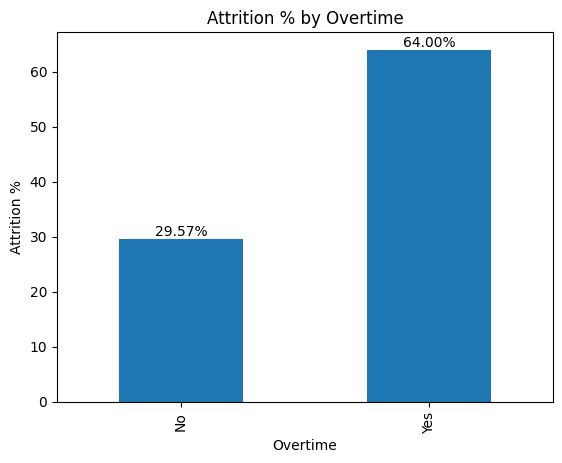 Attrition % by Overtime
64.00%
29.57%
Attrition %
60
50
40
30
20
10
0
No
Yes
Overtime